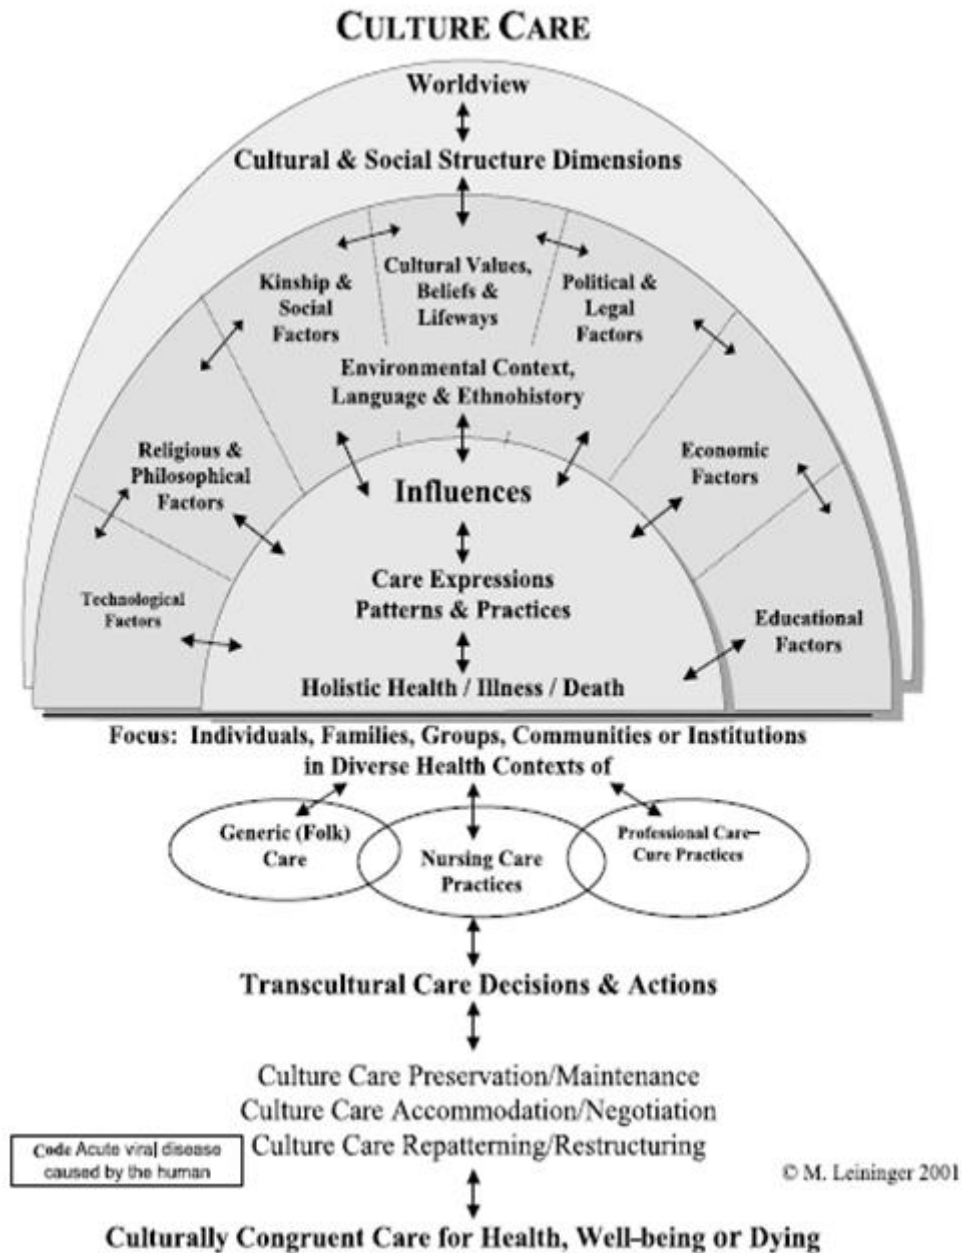 CULTURE CARE
Worldview
Cultural & Social Structure Dimensions
Kinship &
Social
Factors
Cultural Values,
Beliefs &
Lifeways
Political &
Legal
Factors
Environmental Context,
Language & Ethnohistory
Religious &
Philosophical
Factors
Economic
Factors
Influences
Care Expressions
Patterns & Practices
Technological
Factors
Educational
Factors
Holistic Health / Illness / Death
Focus: Individuals, Families, Groups, Communities or Institutions
in Diverse Health Contexts of
Generic (Folk)
Care
Nursing Care
Practices
Professional Care–
Cure Practices
Transcultural Care Decisions & Actions
Culture Care Preservation/Maintenance
Culture Care Accommodation/Negotiation
Culture Care Repatterning/Restructuring
Code Acute viral disease
caused by the human
© M. Leininger 2001
Culturally Congruent Care for Health, Well–being or Dying